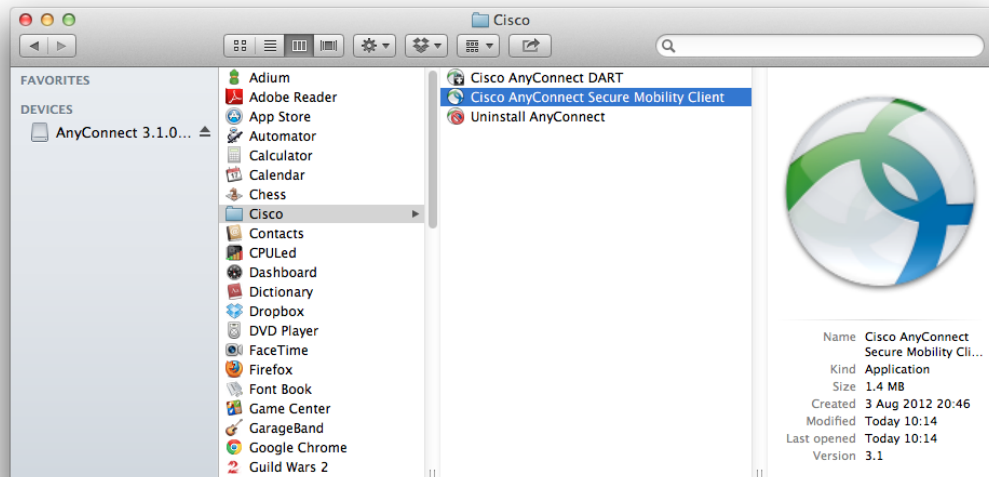 Cisco
FAVORITES
DEVICES
AnyConnect 3.1.0...
Adium
Adobe Reader
App Store
Automator
Calculator
Calendar
Chess
Cisco
Contacts
CPULed
Dashboard
Dictionary
Dropbox
DVD Player
FaceTime
Firefox
Font Book
Game Center
GarageBand
Google Chrome
Guild Wars 2
Cisco AnyConnect DART
Cisco AnyConnect Secure Mobility Client
Uninstall AnyConnect
Name Cisco AnyConnect
Secure Mobility Cli...
Kind Application
Size 1.4 MB
Created 3 Aug 2012 20:46
Modified Today 10:14
Last opened Today 10:14
Version 3.1